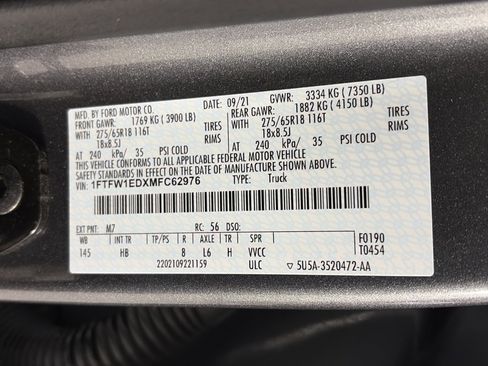 MFD. BY FORD MOTOR CO. DATE: 09/21 GVWR: 3334 KG ( 7350 LB)
FRONT GAWR: 1769 KG ( 3900 LB) REAR GAWR: 1882 KG ( 4150 LB)
WITH 275/65R18 116T TIRES WITH 275/65R18 116T TIRES
18x8.5J RIMS 18x8.5J RIMS
AT 240 kPa/ 35 PSI COLD AT 240 kPa/ 35 PSI COLD
THIS VEHICLE CONFORMS TO ALL APPLICABLE FEDERAL MOTOR VEHICLE
SAFETY STANDARDS IN EFFECT ON THE DATE OF MANUFACTURE SHOWN ABOVE.
VIN: 1FTFW1EDXMFC62976 TYPE: Truck
EXT PNT: M7 RC: 56 DSO: F0190
WB INT TR TP/PS R AXLE TR SPR T0454
145 HB 8 L6 H VVCC
2202109221159 ULC ▽ 5U5A-3520472-AA